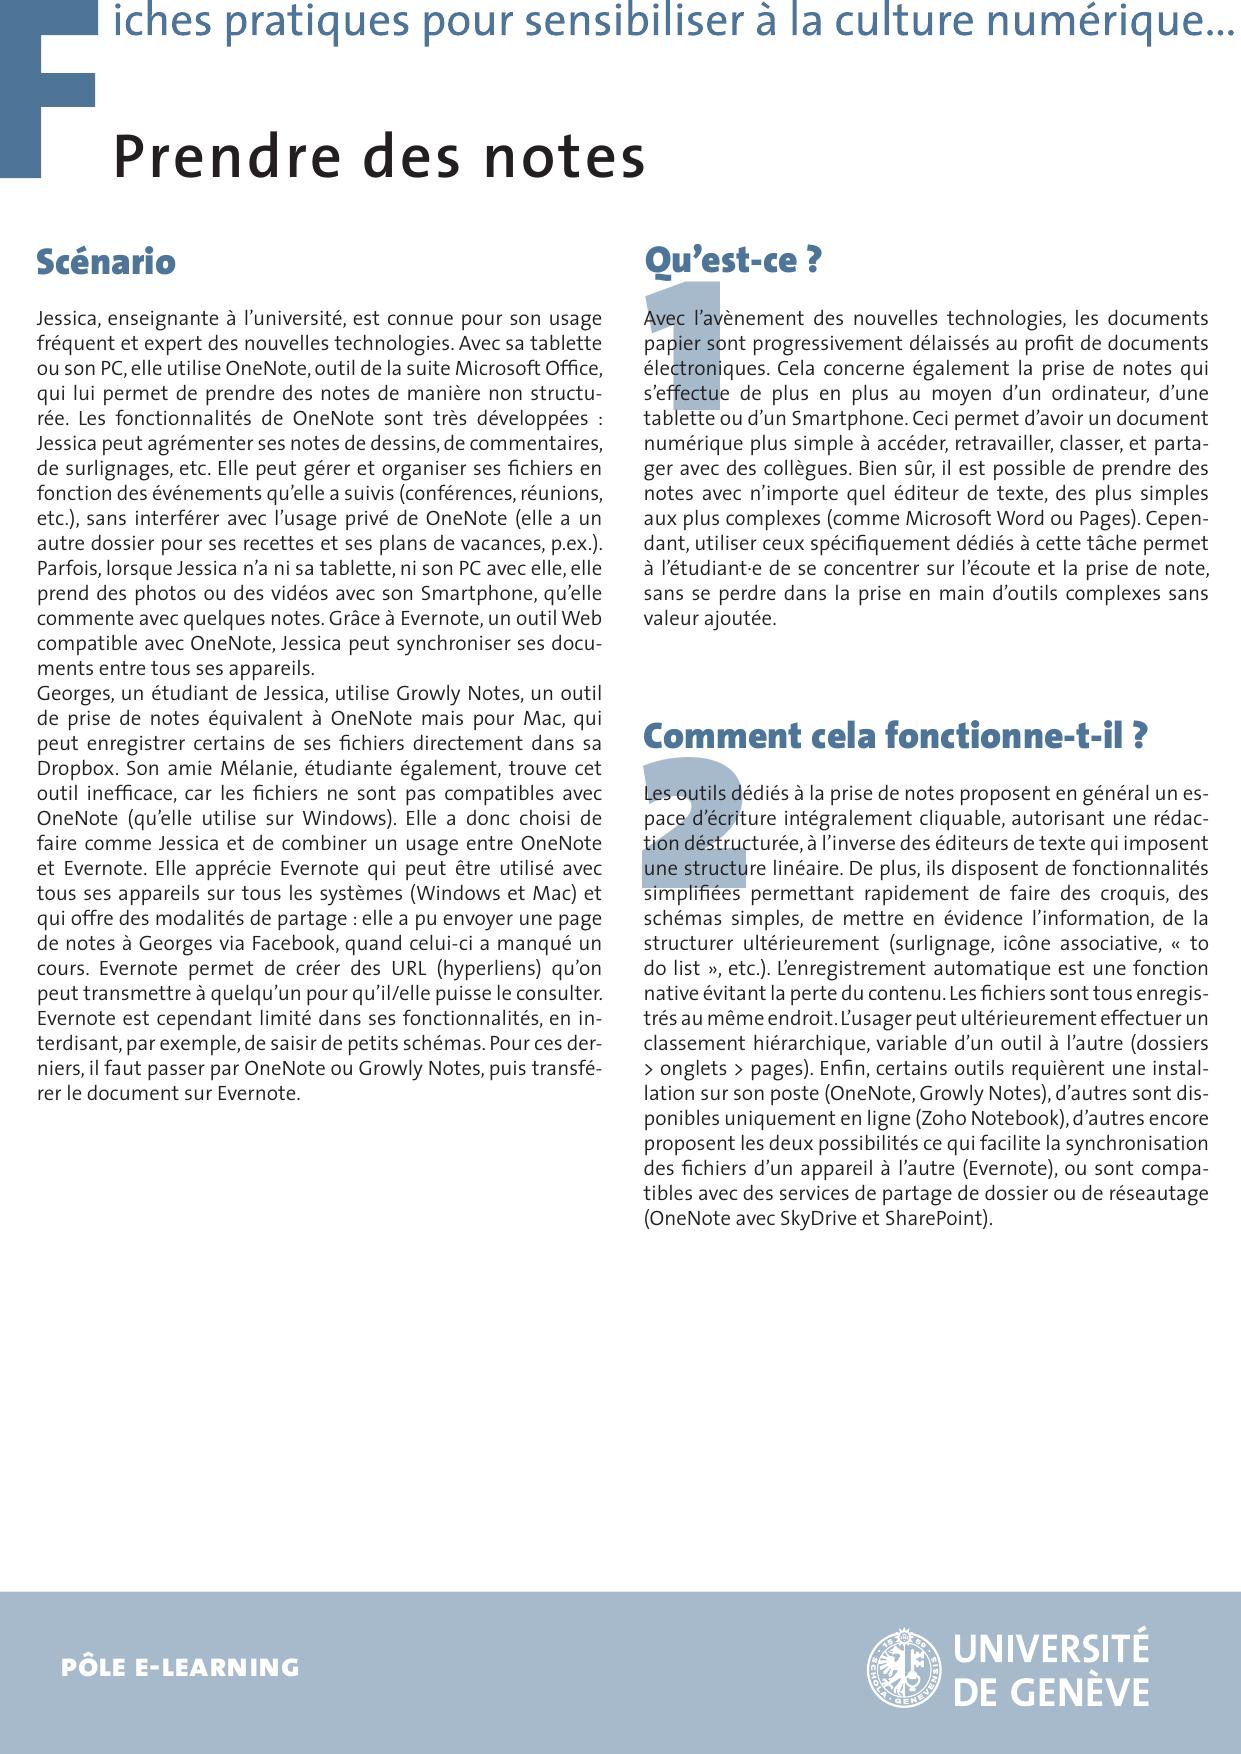 Fiches pratiques pour sensibiliser à la culture numérique...
Prendre des notes
Scénario
Jessica, enseignante à l’université, est connue pour son usage
fréquent et expert des nouvelles technologies. Avec sa tablette
ou son PC, elle utilise OneNote, outil de la suite Microsoft Office,
qui lui permet de prendre des notes de manière non structu-
rée. Les fonctionnalités de OneNote sont très développées :
Jessica peut agrémenter ses notes de dessins, de commentaires,
de surlignages, etc. Elle peut gérer et organiser ses fichiers en
fonction des événements qu’elle a suivis (conférences, réunions,
etc.), sans interférer avec l’usage privé de OneNote (elle a un
autre dossier pour ses recettes et ses plans de vacances, p.ex.).
Parfois, lorsque Jessica n’a ni sa tablette, ni son PC avec elle, elle
prend des photos ou des vidéos avec son Smartphone, qu’elle
commente avec quelques notes. Grâce à Evernote, un outil Web
compatible avec OneNote, Jessica peut synchroniser ses docu-
ments entre tous ses appareils.
Georges, un étudiant de Jessica, utilise Growly Notes, un outil
de prise de notes équivalent à OneNote mais pour Mac, qui
peut enregistrer certains de ses fichiers directement dans sa
Dropbox. Son amie Mélanie, étudiante également, trouve cet
outil inefficace, car les fichiers ne sont pas compatibles avec
OneNote (qu’elle utilise sur Windows). Elle a donc choisi de
faire comme Jessica et de combiner un usage entre OneNote
et Evernote. Elle apprécie Evernote qui peut être utilisé avec
tous ses appareils sur tous les systèmes (Windows et Mac) et
qui offre des modalités de partage : elle a pu envoyer une page
de notes à Georges via Facebook, quand celui-ci a manqué un
cours. Evernote permet de créer des URL (hyperliens) qu’on
peut transmettre à quelqu’un pour qu’il/elle puisse le consulter.
Evernote est cependant limité dans ses fonctionnalités, en in-
terdisant, par exemple, de saisir de petits schémas. Pour ces der-
niers, il faut passer par OneNote ou Growly Notes, puis transfé-
rer le document sur Evernote.
Qu’est-ce ?
1
Avec l’avènement des nouvelles technologies, les documents
papier sont progressivement délaissés au profit de documents
électroniques. Cela concerne également la prise de notes qui
s’effectue de plus en plus au moyen d’un ordinateur, d’une
tablette ou d’un Smartphone. Ceci permet d’avoir un document
numérique plus simple à accéder, retravailler, classer, et parta-
ger avec des collègues. Bien sûr, il est possible de prendre des
notes avec n’importe quel éditeur de texte, des plus simples
aux plus complexes (comme Microsoft Word ou Pages). Cepen-
dant, utiliser ceux spécifiquement dédiés à cette tâche permet
à l’étudiant·e de se concentrer sur l’écoute et la prise de note,
sans se perdre dans la prise en main d’outils complexes sans
valeur ajoutée.
Comment cela fonctionne-t-il ?
2
Les outils dédiés à la prise de notes proposent en général un es-
pace d’écriture intégralement cliquable, autorisant une rédac-
tion déstructurée, à l’inverse des éditeurs de texte qui imposent
une structure linéaire. De plus, ils disposent de fonctionnalités
simplifiées permettant rapidement de faire des croquis, des
schémas simples, de mettre en évidence l’information, de la
structurer ultérieurement (surlignage, icône associative, « to
do list », etc.). L’enregistrement automatique est une fonction
native évitant la perte du contenu. Les fichiers sont tous enregis-
trés au même endroit. L’usager peut ultérieurement effectuer un
classement hiérarchique, variable d’un outil à l’autre (dossiers
> onglets > pages). Enfin, certains outils requièrent une instal-
lation sur son poste (OneNote, Growly Notes), d’autres sont dis-
ponibles uniquement en ligne (Zoho Notebook), d’autres encore
proposent les deux possibilités ce qui facilite la synchronisation
des fichiers d’un appareil à l’autre (Evernote), ou sont compa-
tibles avec des services de partage de dossier ou de réseautage
(OneNote avec SkyDrive et SharePoint).
PÔLE E-LEARNING
1559
SCHOLA · GENEVENSIS
UNIVERSITÉ
DE GENÈVE